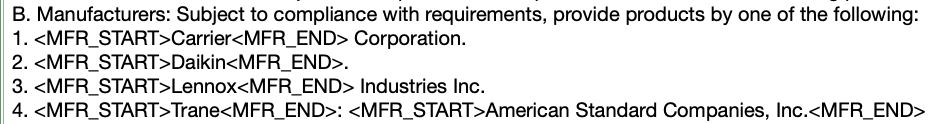 B. Manufacturers: Subject to compliance with requirements, provide products by one of the following:
1. <MFR_START>Carrier<MFR_END> Corporation.
2. <MFR_START>Daikin<MFR_END>.
3. <MFR_START>Lennox<MFR_END> Industries Inc.
4. <MFR_START>Trane<MFR_END>: <MFR_START>American Standard Companies, Inc.<MFR_END>